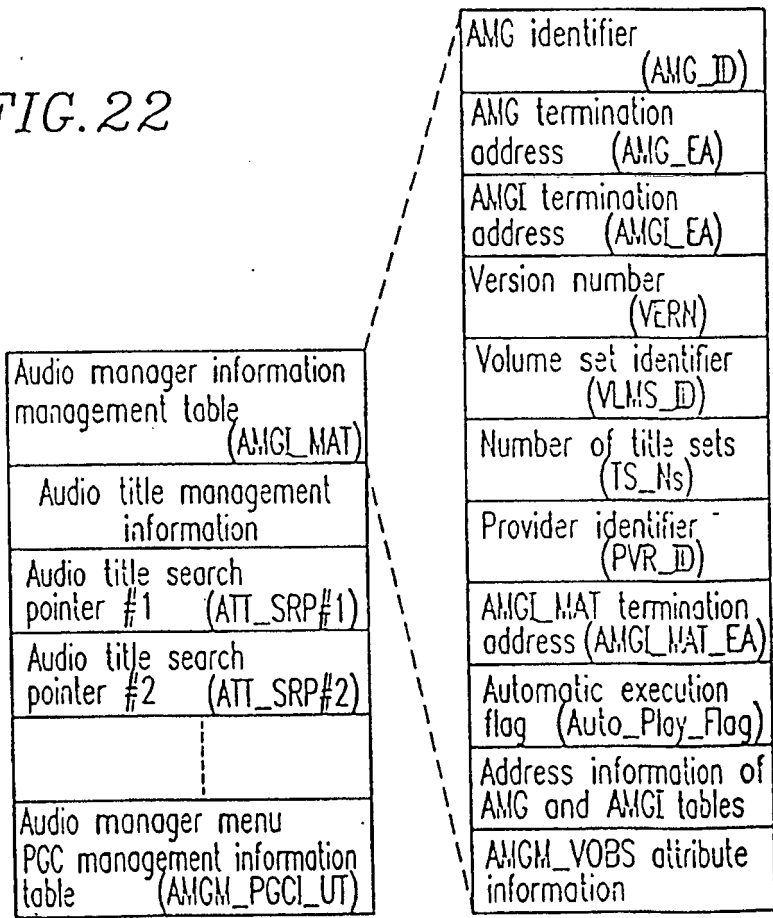 FIG.22
Audio manager information
management table
(AMGI_MAT)
Audio title management
information
Audio title search
pointer #1 (ATT_SRP#1)
Audio title search
pointer #2 (ATT_SRP#2)
Audio manager menu
PGC management information
table (AMGM_PGCI_UT)
AMG identifier
(AMG_ID)
AMG termination
address (AMG_EA)
AMGI termination
address (AMGI_EA)
Version number
(VERN)
Volume set identifier
(VLMS_ID)
Number of title sets
(TS_Ns)
Provider identifier
(PVR_ID)
AMGI_MAT termination
address (AMGI_MAT_EA)
Automatic execution
flag (Auto_Play_Flag)
Address information of
AMG and AMGI tables
AMGM_VOBS attribute
information